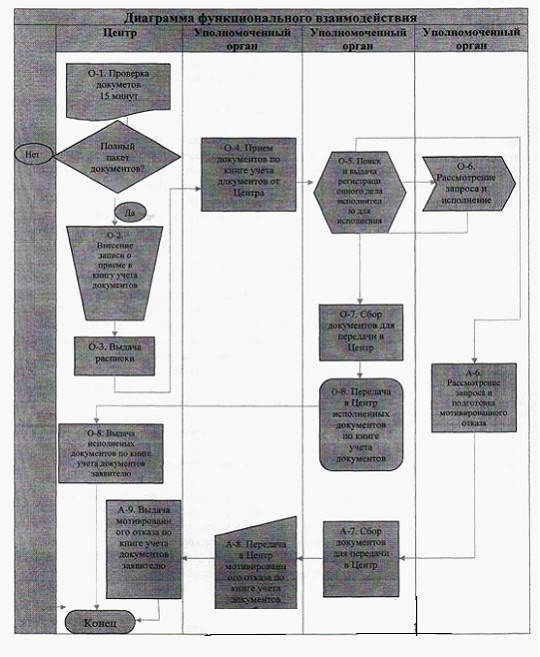 Диаграмма функционального взаимодействия
Центр
Уполномоченный
орган
Уполномоченный
орган
Уполномоченный
орган
О-1. Проверка
докуметов
15 минут
Полный
пакет
документов?
Нет
Да
О-2.
Внесение
записи о
приеме в
книгу учета
документов
О-3. Выдача
расписки
О-4. Прием
документов по
книге учета
документов от
Центра
О-5. Поиск
и выдача
регистраци
онного дела
исполнител
ю для
исполнения
О-6.
Рассмотрение
запроса и
исполнение
О-7. Сбор
документов для
передачи в
Центр
А-6.
Рассмотрение
запроса и
подготовка
мотивированного
отказа
О-8. Передача
в Центр
исполненных
документов
по книге
учета
документов
О-8. Выдача
исполненых
документов по книге
учета документов
заявителю
А-9. Выдача
мотивированн
ого отказа по
книге учета
документов
заявителю
А-8. Передача
в Центр
мотивированн
ого отказа по
книге учета
документов
А-7. Сбор
документов
для передачи
в Центр
Конец